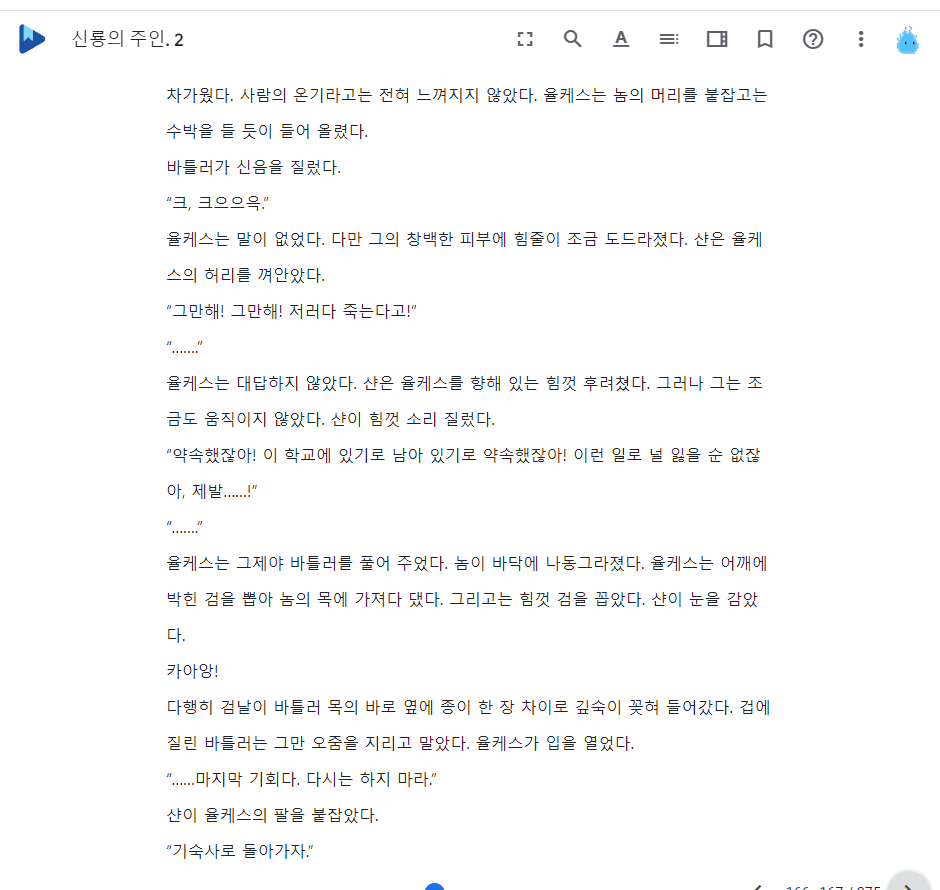 신룡의 주인. 2
차가웠다. 사람의 온기라고는 전혀 느껴지지 않았다. 율케스는 놈의 머리를 붙잡고는
수박을 들 듯이 들어 올렸다.
바틀러가 신음을 질렀다.
“크, 크으으윽.”
율케스는 말이 없었다. 다만 그의 창백한 피부에 힘줄이 조금 도드라졌다. 샨은 율케
스의 허리를 껴안았다.
“그만해! 그만해! 저러다 죽는다고!”
“…….”
율케스는 대답하지 않았다. 샨은 율케스를 향해 있는 힘껏 후려쳤다. 그러나 그는 조
금도 움직이지 않았다. 샨이 힘껏 소리 질렀다.
“약속했잖아! 이 학교에 있기로 남아 있기로 약속했잖아! 이런 일로 널 잃을 순 없잖
아, 제발……!”
“…….”
율케스는 그제야 바틀러를 풀어 주었다. 놈이 바닥에 나동그라졌다. 율케스는 어깨에
박힌 검을 뽑아 놈의 목에 가져다 댔다. 그리고는 힘껏 검을 꼽았다. 샨이 눈을 감았
다.
카아앙!
다행히 검날이 바틀러 목의 바로 옆에 종이 한 장 차이로 깊숙이 꽂혀 들어갔다. 겁에
질린 바틀러는 그만 오줌을 지리고 말았다. 율케스가 입을 열었다.
“……마지막 기회다. 다시는 하지 마라.”
샨이 율케스의 팔을 붙잡았다.
“기숙사로 돌아가자.”